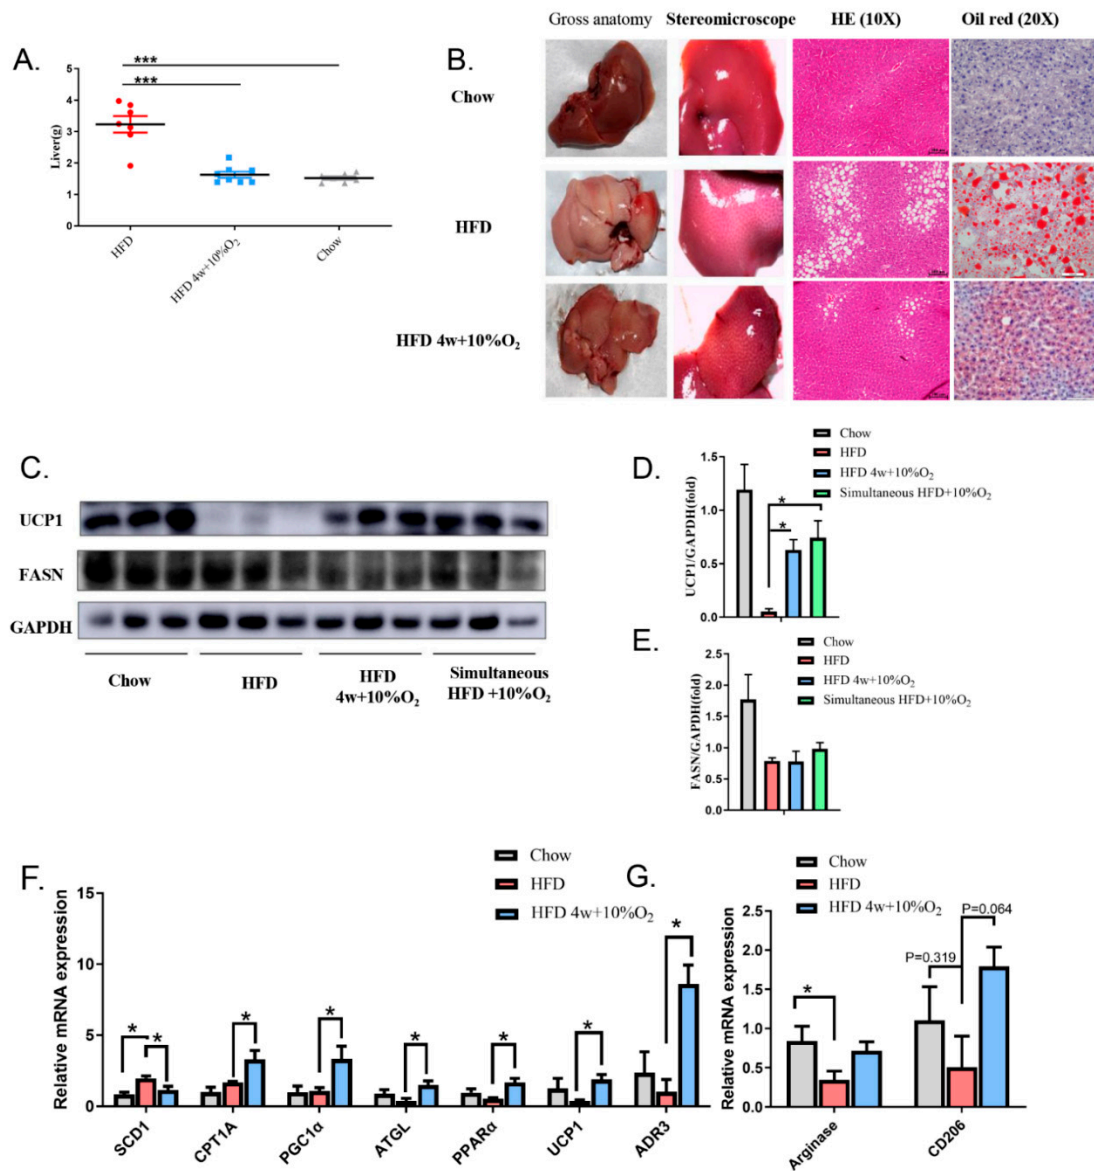 A.
***
***
Liver(g)
5
4
3
2
1
0
HFD
HFD 4w+10%O₂
Chow
B.
Gross anatomy Stereomicroscope HE (10X) Oil red (20X)
Chow
HFD
HFD 4w+10%O₂
C.
UCP1
FASN
GAPDH
Chow
HFD
HFD
4w+10%O₂
Simultaneous
HFD +10%O₂
D.
Chow
HFD
HFD 4w+10%O₂
Simultaneous HFD+10%O₂
UCP1/GAPDH(fold)
1.5
1.0
0.5
0.0
*
*
E.
Chow
HFD
HFD 4w+10%O₂
Simultaneous HFD+10%O₂
FASN/GAPDH(fold)
2.5
2.0
1.5
1.0
0.5
0.0
F.
Chow
HFD
HFD 4w+10%O₂
Relative mRNA expression
15
10
5
0
* *
*
*
*
*
*
*
SCD1
CPT1A
PGC1α
ATGL
PPARα
UCP1
ADR3
G.
Chow
HFD
HFD 4w+10%O₂
Relative mRNA expression
2.5
2.0
1.5
1.0
0.5
0.0
*
P=0.319
P=0.064
Arginase
CD206